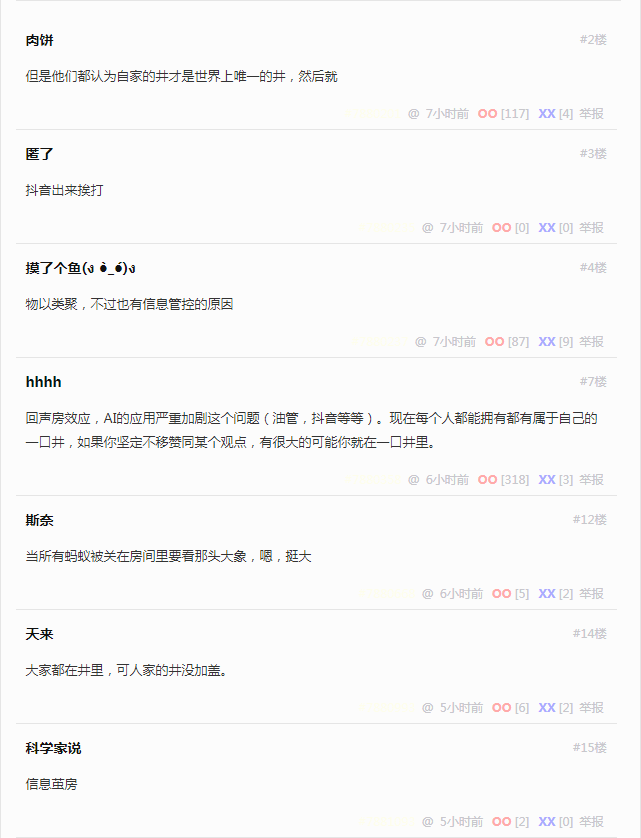 肉饼 #2楼
但是他们都认为自家的井才是世界上唯一的井，然后就
@ 7小时前 OO [117] XX [4] 举报
匿了 #3楼
抖音出来挨打
@ 7小时前 OO [0] XX [0] 举报
摸了个鱼(ง •̀_•́)ง #4楼
物以类聚，不过也有信息管控的原因
@ 7小时前 OO [87] XX [9] 举报
hhhh #7楼
回声房效应，AI的应用严重加剧这个问题（油管，抖音等等）。现在每个人都能拥有都有属于自己的
一口井，如果你坚定不移赞同某个观点，有很大的可能你就在一口井里。
@ 6小时前 OO [318] XX [3] 举报
斯奈 #12楼
当所有蚂蚁被关在房间里要看那头大象，嗯，挺大
@ 6小时前 OO [5] XX [2] 举报
天来 #14楼
大家都在井里，可人家的井没加盖。
@ 5小时前 OO [6] XX [2] 举报
科学家说 #15楼
信息茧房
@ 5小时前 OO [2] XX [0] 举报